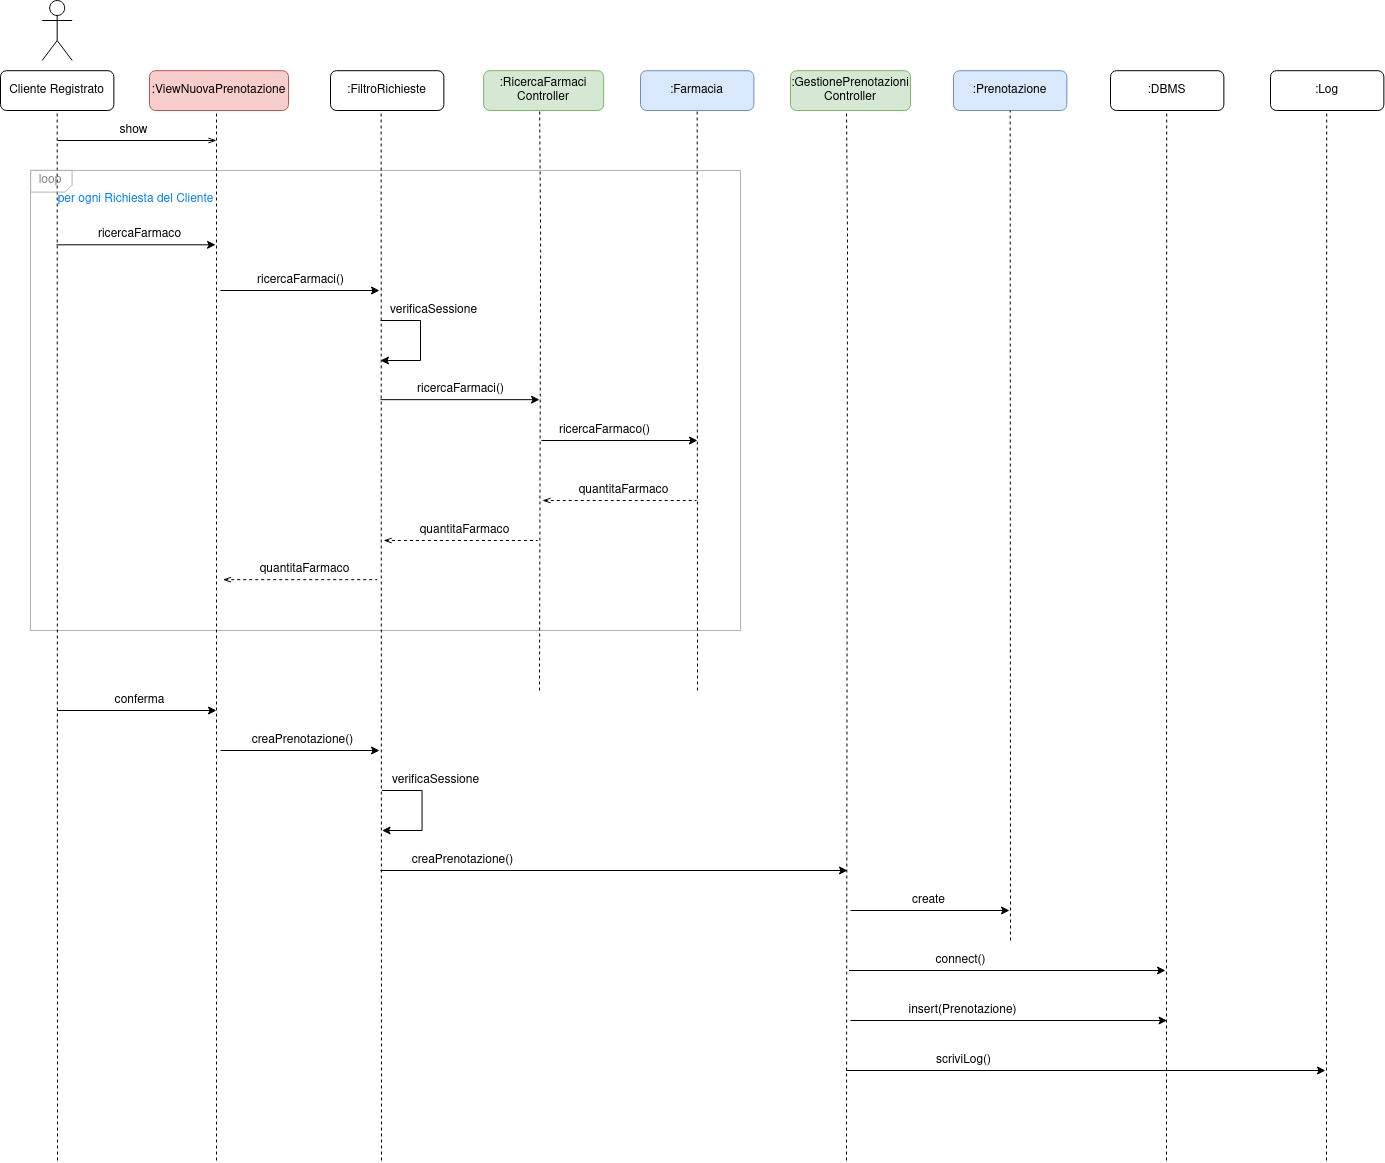 Cliente Registrato
:ViewNuovaPrenotazione
:FiltroRichieste
:RicercaFarmaci
Controller
:Farmacia
:GestionePrenotazioni
Controller
:Prenotazione
:DBMS
:Log
show
loop
per ogni Richiesta del Cliente
ricercaFarmaco
ricercaFarmaci()
verificaSessione
ricercaFarmaci()
ricercaFarmaco()
quantitaFarmaco
quantitaFarmaco
quantitaFarmaco
conferma
creaPrenotazione()
verificaSessione
creaPrenotazione()
create
connect()
insert(Prenotazione)
scriviLog()